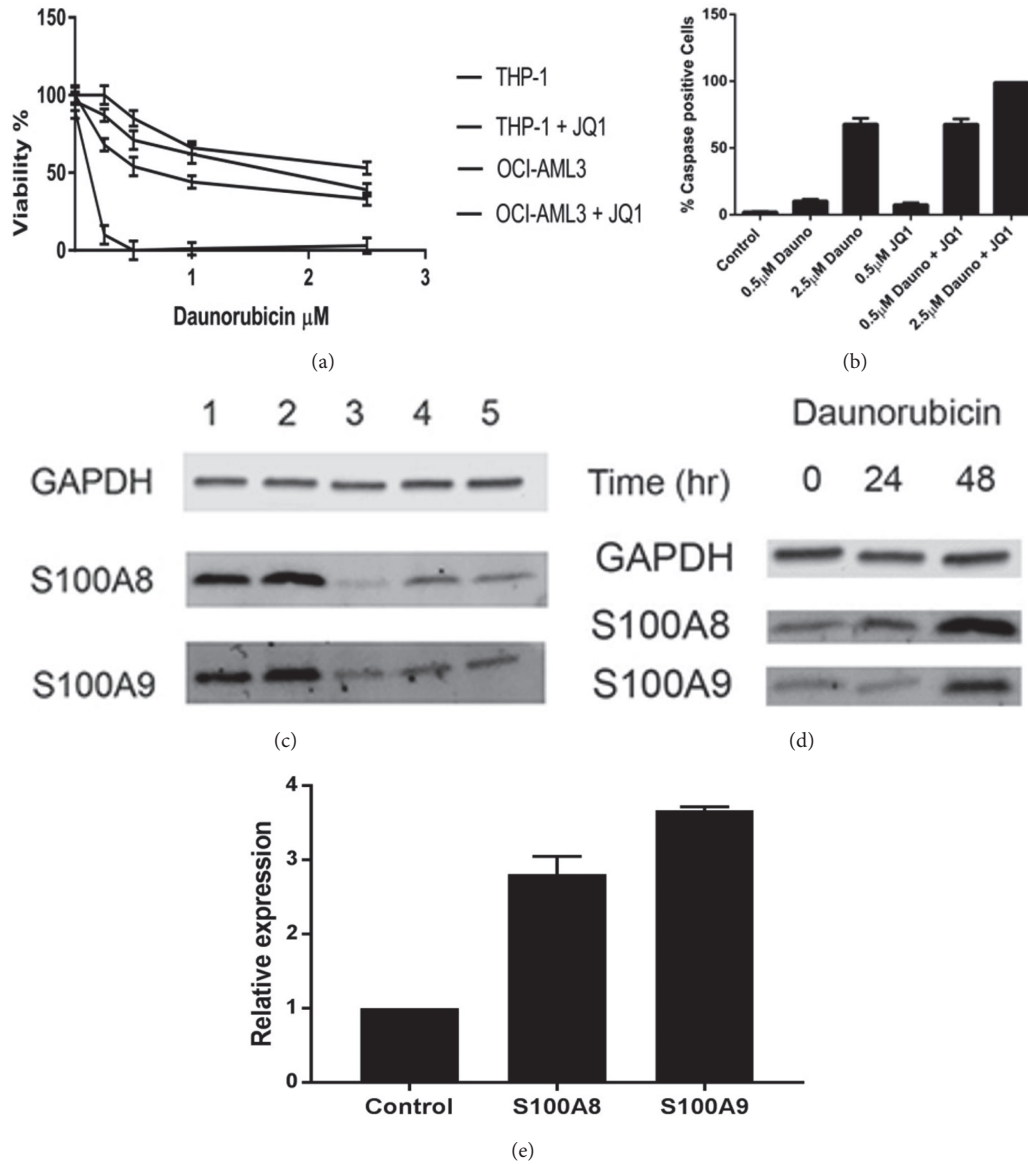 150
100
50
0
Viability %
0
1
2
3
Daunorubicin μM
THP-1
THP-1 + JQ1
OCI-AML3
OCI-AML3 + JQ1
(a)
150
100
50
0
% Caspase positive Cells
Control
0.5μM Dauno
2.5μM Dauno
0.5μM JQ1
0.5μM Dauno + JQ1
2.5μM Dauno + JQ1
(b)
1 2 3 4 5
GAPDH
S100A8
S100A9
(c)
Daunorubicin
Time (hr) 0 24 48
GAPDH
S100A8
S100A9
(d)
4
3
2
1
0
Relative expression
Control S100A8 S100A9
(e)